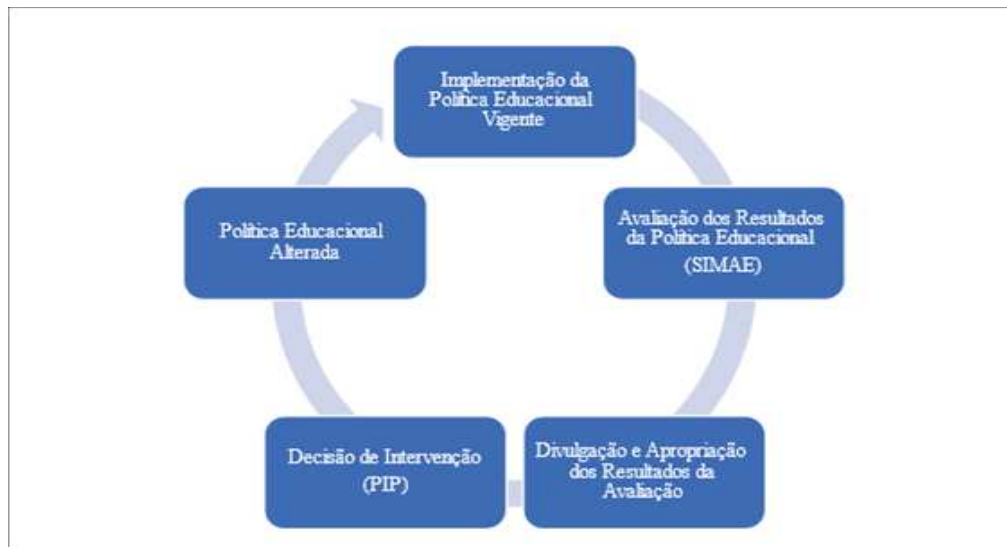 Implementação da
Política Educacional
Vigente
Avaliação dos Resultados
da Política Educacional
(SIMAE)
Divulgação e Apropriação
dos Resultados da
Avaliação
Decisão de Intervenção
(PIP)
Política Educacional
Alterada